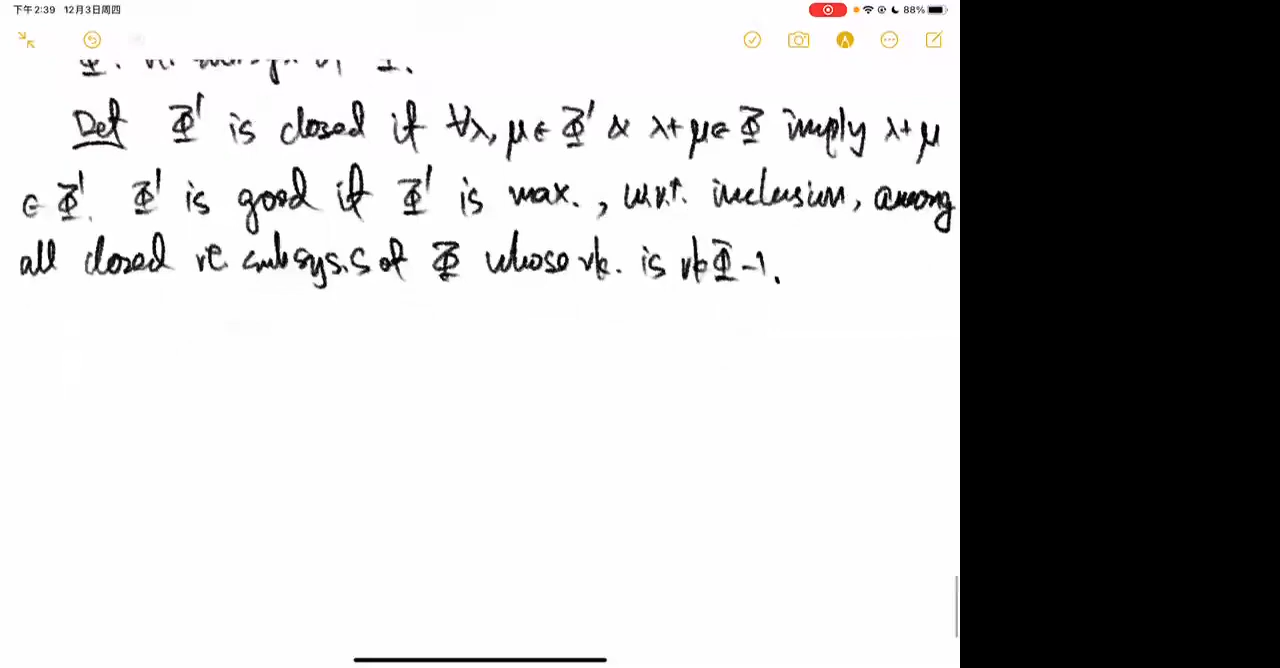 下午2:39 12月3日周四
88%
Def Φ' is closed if ∀λ, μ ∈ Φ' & λ+μ ∈ Φ imply λ+μ
∈ Φ'. Φ' is good if Φ' is max., w.r.t. inclusion, among
all closed rt. subsys.s of Φ whose rk. is rkΦ-1.